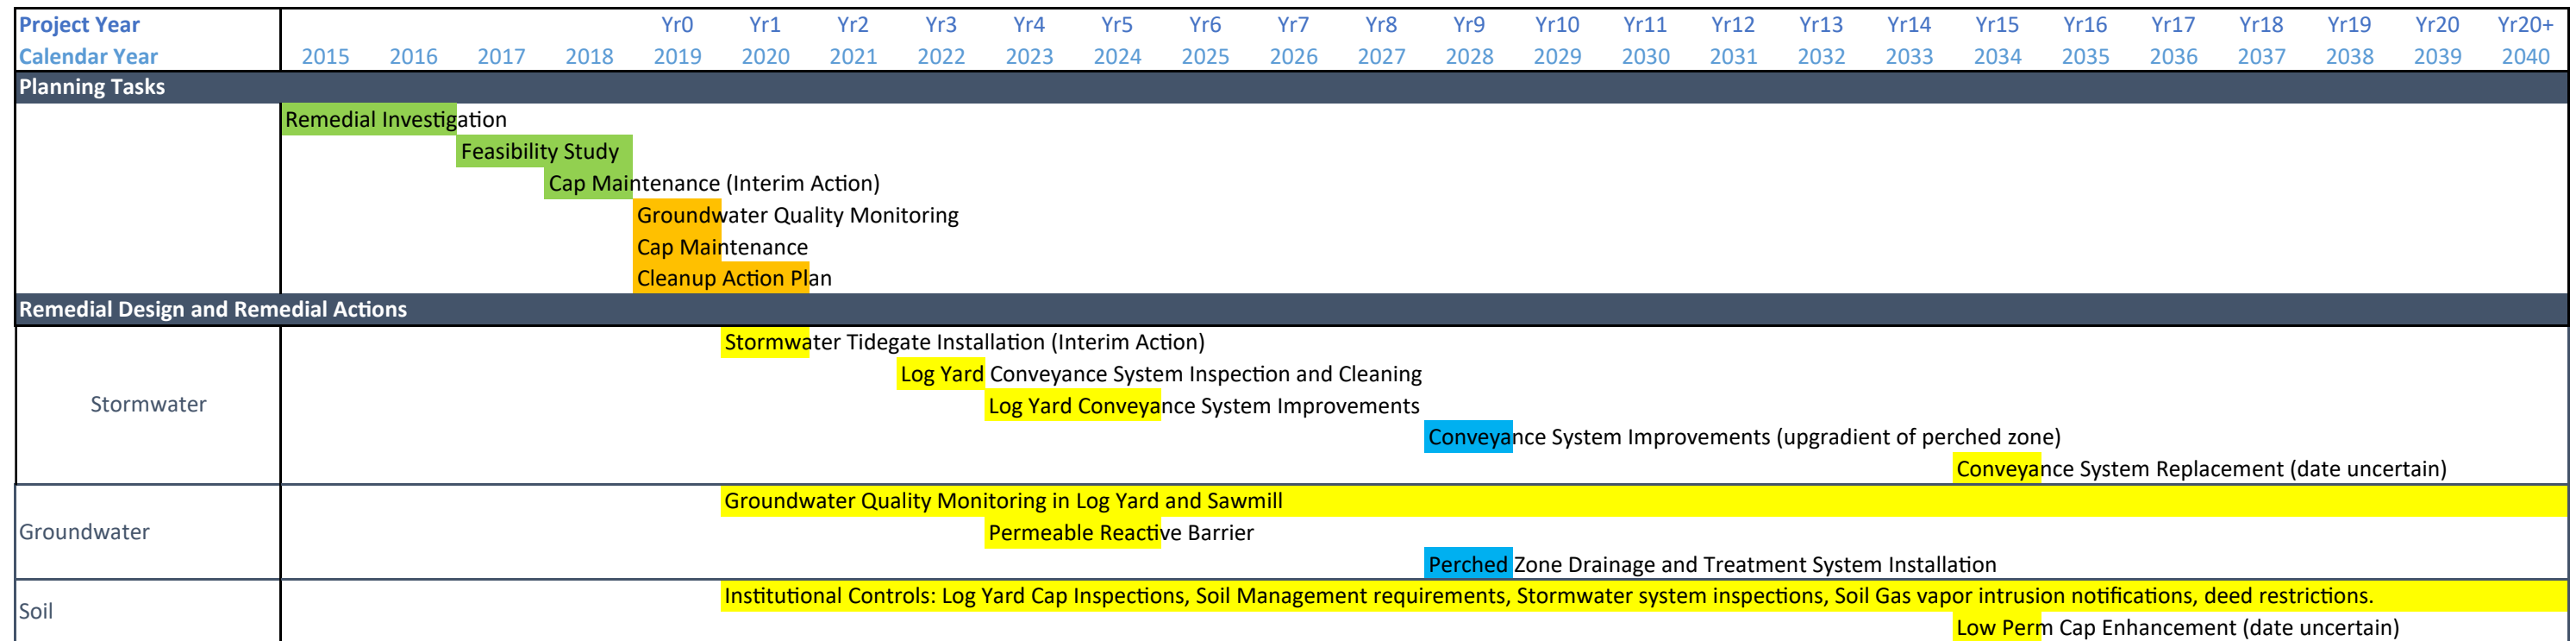 Project Year Yr0 Yr1 Yr2 Yr3 Yr4 Yr5 Yr6 Yr7 Yr8 Yr9 Yr10 Yr11 Yr12 Yr13 Yr14 Yr15 Yr16 Yr17 Yr18 Yr19 Yr20 Yr20+
Calendar Year 2015 2016 2017 2018 2019 2020 2021 2022 2023 2024 2025 2026 2027 2028 2029 2030 2031 2032 2033 2034 2035 2036 2037 2038 2039 2040
Planning Tasks
Remedial Investigation
Feasibility Study
Cap Maintenance (Interim Action)
Groundwater Quality Monitoring
Cap Maintenance
Cleanup Action Plan
Remedial Design and Remedial Actions
Stormwater
Stormwater Tidegate Installation (Interim Action)
Log Yard Conveyance System Inspection and Cleaning
Log Yard Conveyance System Improvements
Conveyance System Improvements (upgradient of perched zone)
Conveyance System Replacement (date uncertain)
Groundwater
Groundwater Quality Monitoring in Log Yard and Sawmill
Permeable Reactive Barrier
Perched Zone Drainage and Treatment System Installation
Soil
Institutional Controls: Log Yard Cap Inspections, Soil Management requirements, Stormwater system inspections, Soil Gas vapor intrusion notifications, deed restrictions.
Low Perm Cap Enhancement (date uncertain)